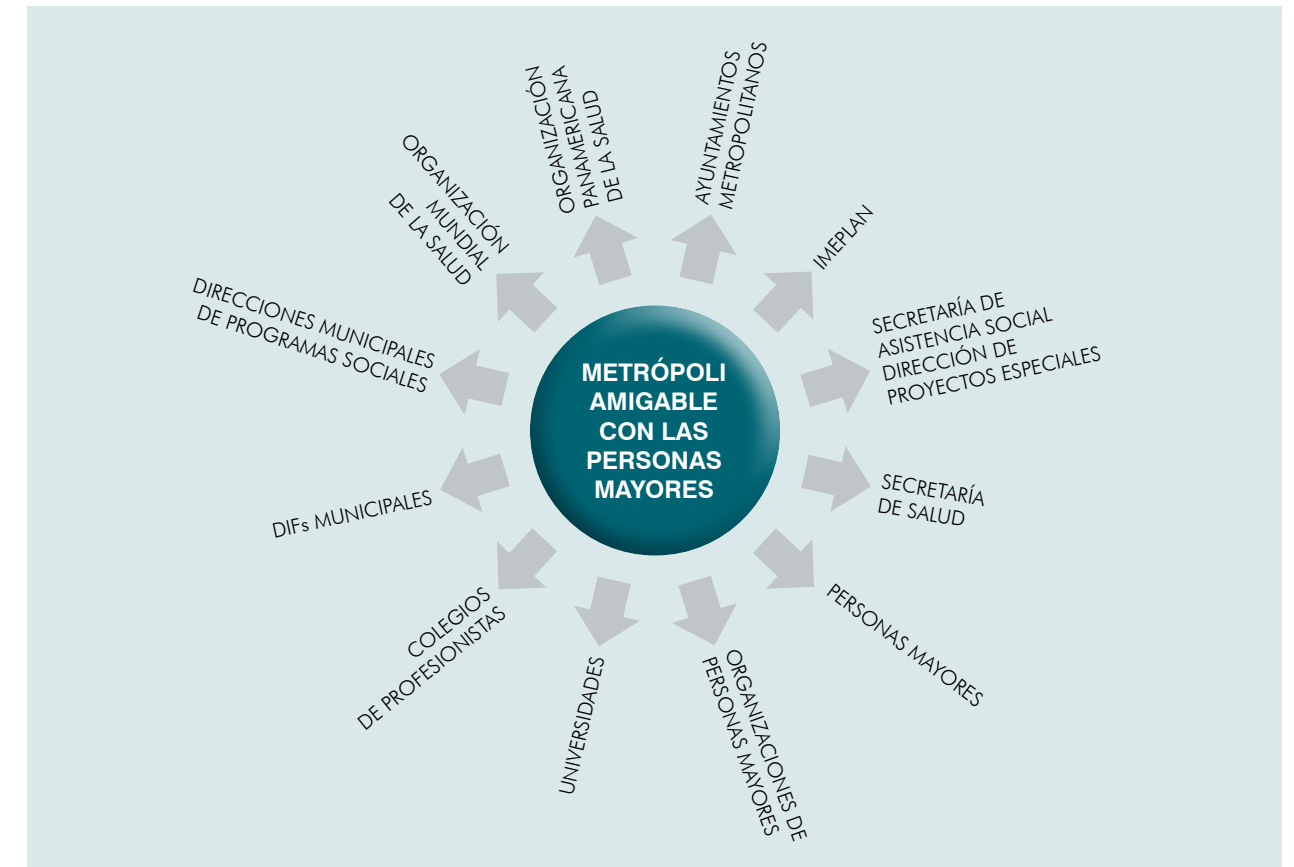 METRÓPOLI
AMIGABLE
CON LAS
PERSONAS
MAYORES
AYUNTAMIENTOS
METROPOLITANOS
IMEPLAN
SECRETARÍA DE
ASISTENCIA SOCIAL
DIRECCIÓN DE
PROYECTOS ESPECIALES
SECRETARÍA
DE SALUD
PERSONAS MAYORES
ORGANIZACIONES DE
PERSONAS MAYORES
UNIVERSIDADES
COLEGIOS
DE PROFESIONISTAS
DIFs MUNICIPALES
DIRECCIONES MUNICIPALES
DE PROGRAMAS SOCIALES
ORGANIZACIÓN
MUNDIAL
DE LA SALUD
ORGANIZACIÓN
PANAMERICANA
DE LA SALUD